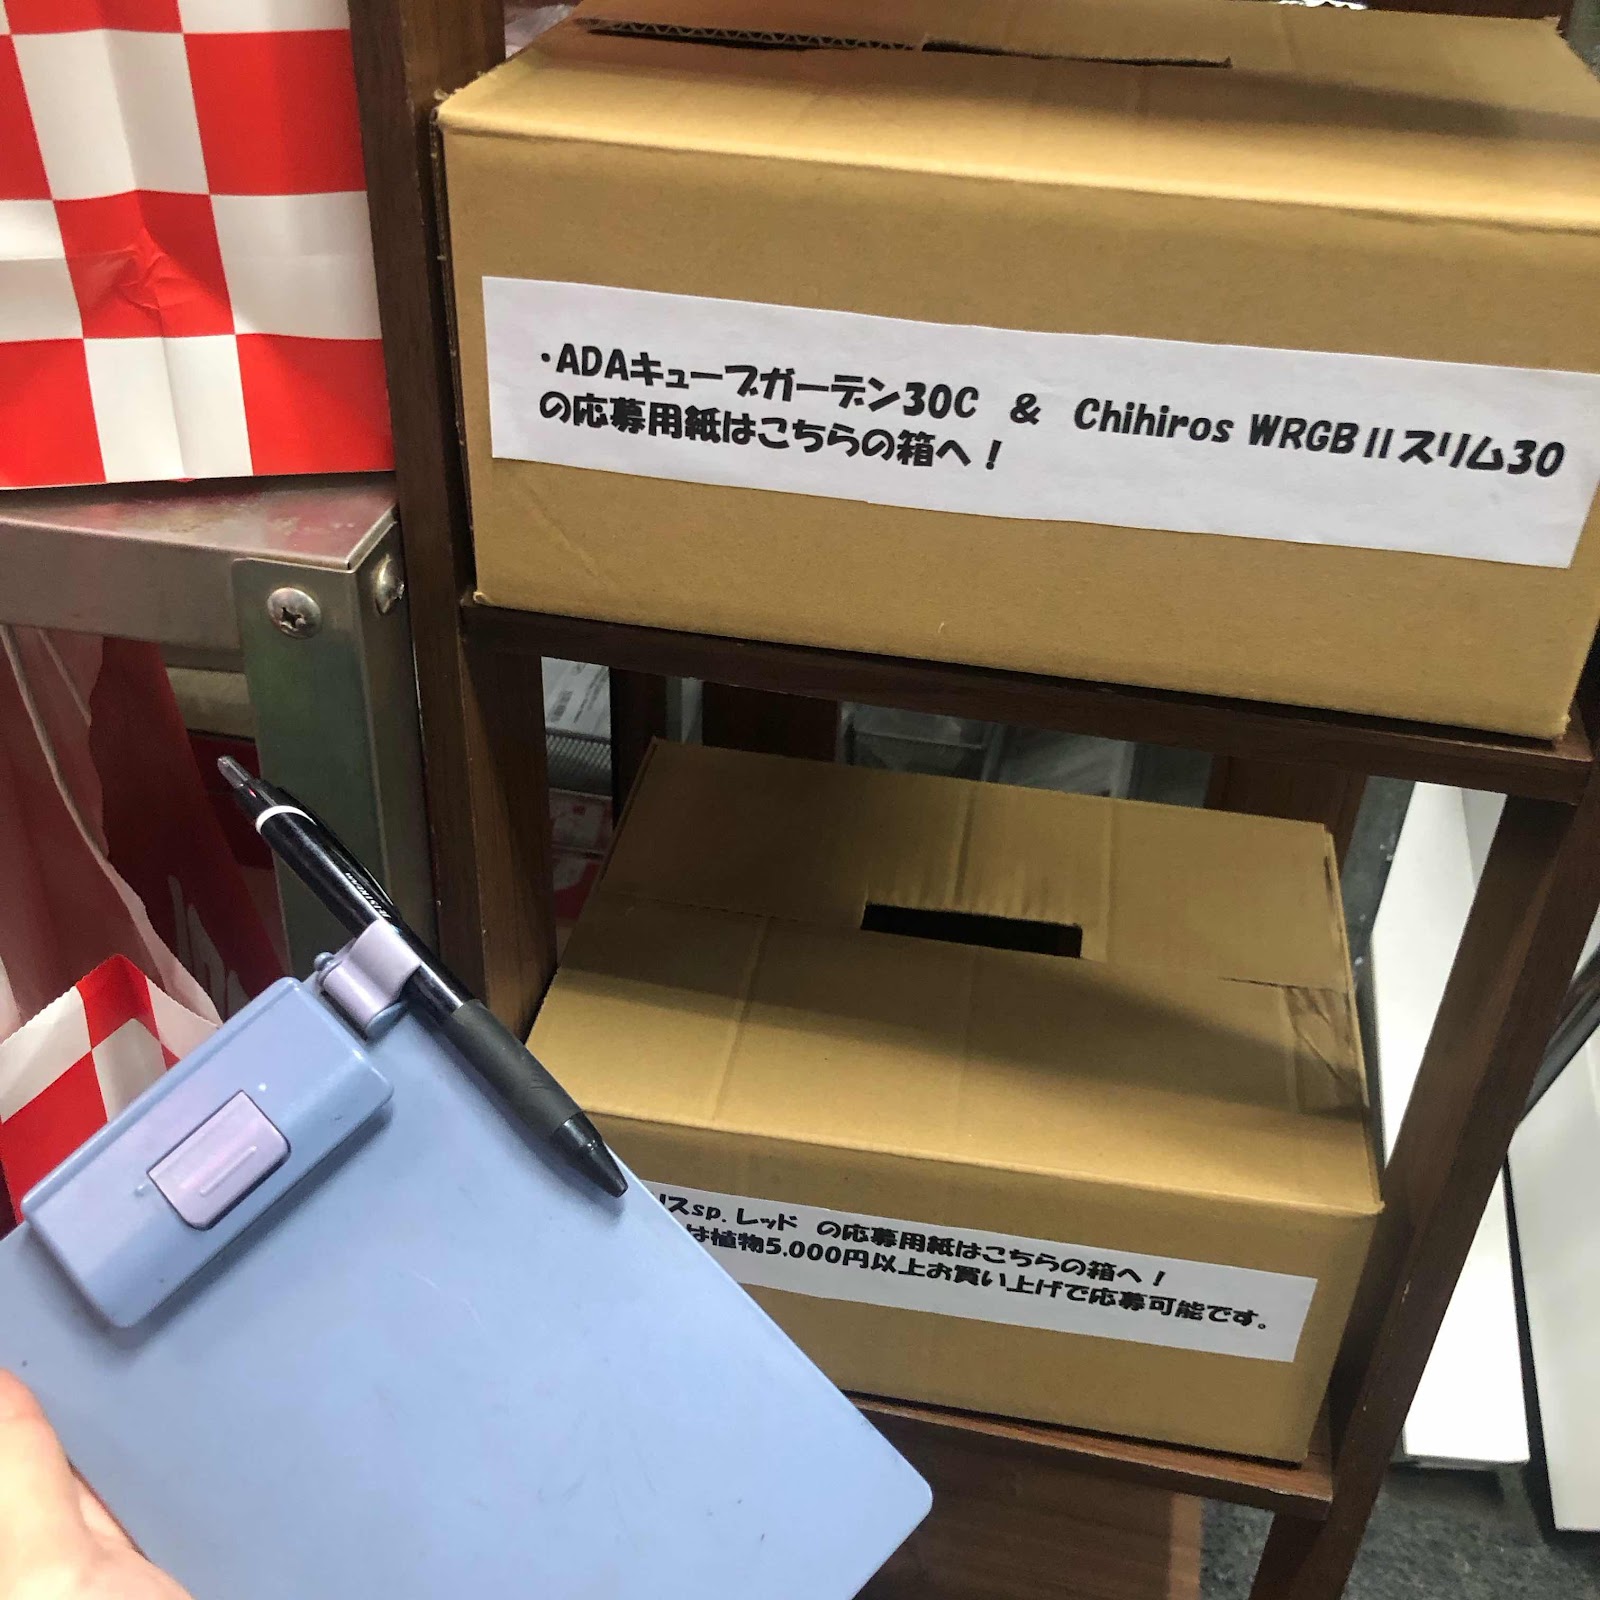 ・ADAキューブガーデン30C & Chihiros WRGBⅡスリム30
の応募用紙はこちらの箱へ！
スsp.レッド の応募用紙はこちらの箱へ！
は植物5,000円以上お買い上げで応募可能です。
JETSTREAM